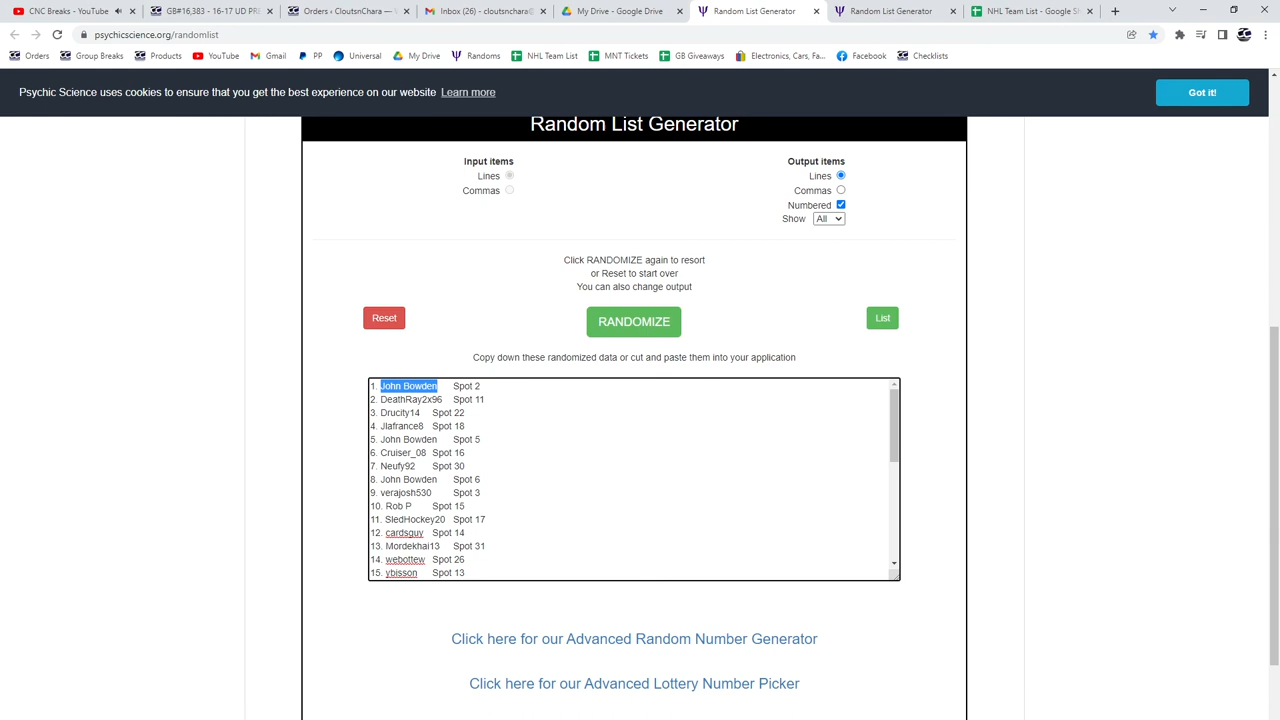 CNC Breaks - YouTube
GB#16,383 - 16-17 UD PRE
Orders ‹ CloutsnChara — W
Inbox (26) - cloutsnchara@
My Drive - Google Drive
Random List Generator
Random List Generator
NHL Team List - Google Sh
psychicscience.org/randomlist
Orders
Group Breaks
Products
YouTube
Gmail
PP
Universal
My Drive
Randoms
NHL Team List
MNT Tickets
GB Giveaways
Electronics, Cars, Fa...
Facebook
Checklists
Psychic Science uses cookies to ensure that you get the best experience on our website Learn more
Got it!
Random List Generator
Input items
Lines
Commas
Output items
Lines
Commas
Numbered
Show All
Click RANDOMIZE again to resort
or Reset to start over
You can also change output
Reset
RANDOMIZE
List
Copy down these randomized data or cut and paste them into your application
1. John Bowden Spot 2
2. DeathRay2x96 Spot 11
3. Drucity14 Spot 22
4. Jlafrance8 Spot 18
5. John Bowden Spot 5
6. Cruiser_08 Spot 16
7. Neufy92 Spot 30
8. John Bowden Spot 6
9. verajosh530 Spot 3
10. Rob P Spot 15
11. SledHockey20 Spot 17
12. cardsguy Spot 14
13. Mordekhai13 Spot 31
14. webottew Spot 26
15. ybisson Spot 13
Click here for our Advanced Random Number Generator
Click here for our Advanced Lottery Number Picker